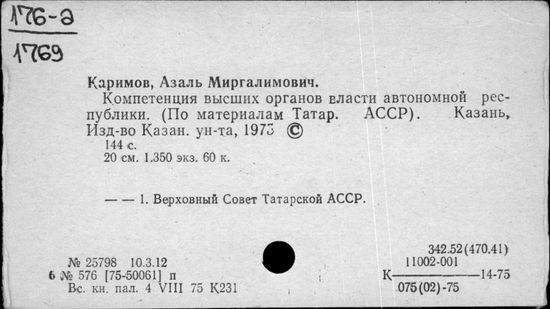 176-а
1769
Каримов, Азаль Миргалимович.
Компетенция высших органов власти автономной рес-
публики. (По материалам Татар. АССР). Казань,
Изд-во Казан. ун-та, 1975 ©
144 с.
20 см. 1.350 экз. 60 к.
— — 1. Верховный Совет Татарской АССР.
№ 25798 10.3.12
б № 576 [75-50061] п
Вс. кн. пал. 4 VIII 75 К231
342.52(470.41)
11002-001
К————14-75
075(02)-75